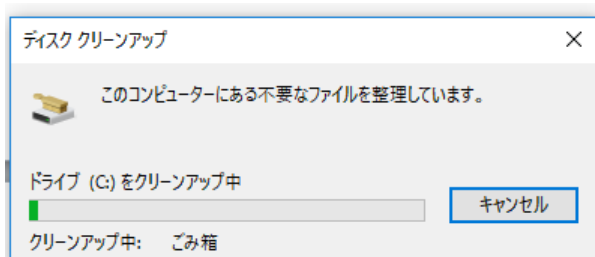 ディスク クリーンアップ
このコンピューターにある不要なファイルを整理しています。
ドライブ (C:) をクリーンアップ中
キャンセル
クリーンアップ中: ごみ箱